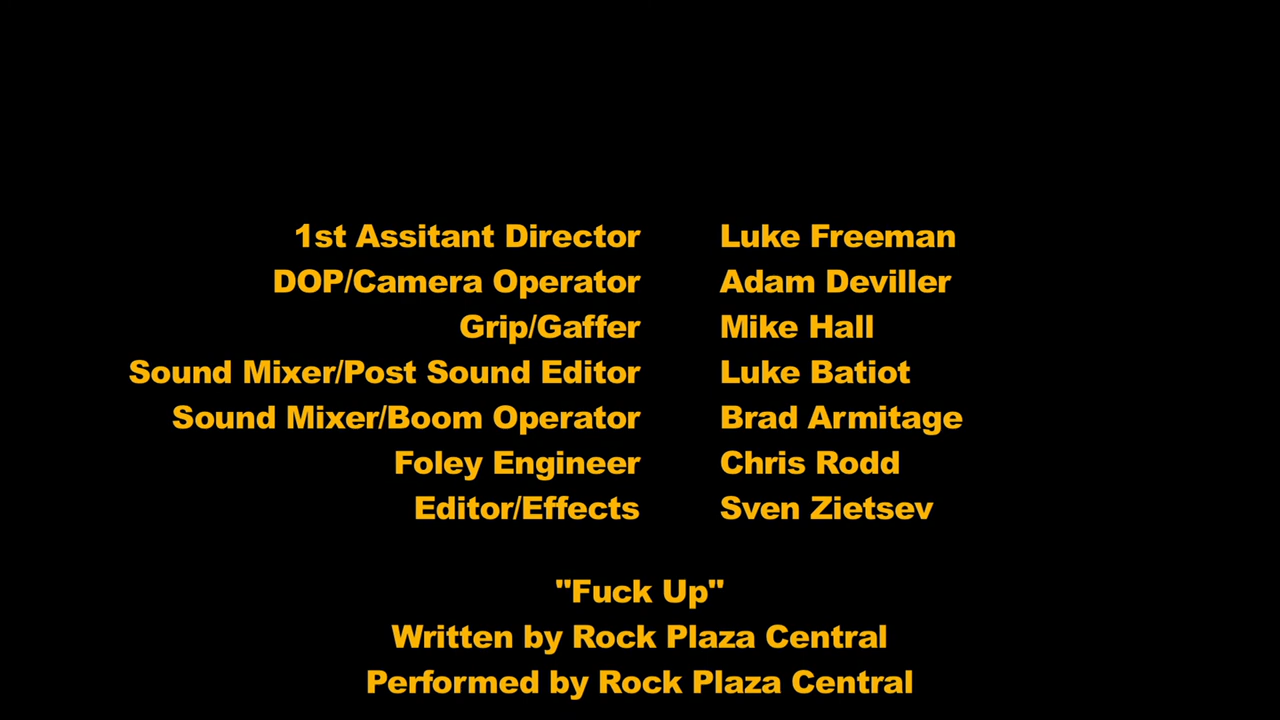 1st Assitant Director Luke Freeman
DOP/Camera Operator Adam Deviller
Grip/Gaffer Mike Hall
Sound Mixer/Post Sound Editor Luke Batiot
Sound Mixer/Boom Operator Brad Armitage
Foley Engineer Chris Rodd
Editor/Effects Sven Zietsev
"Fuck Up"
Written by Rock Plaza Central
Performed by Rock Plaza Central